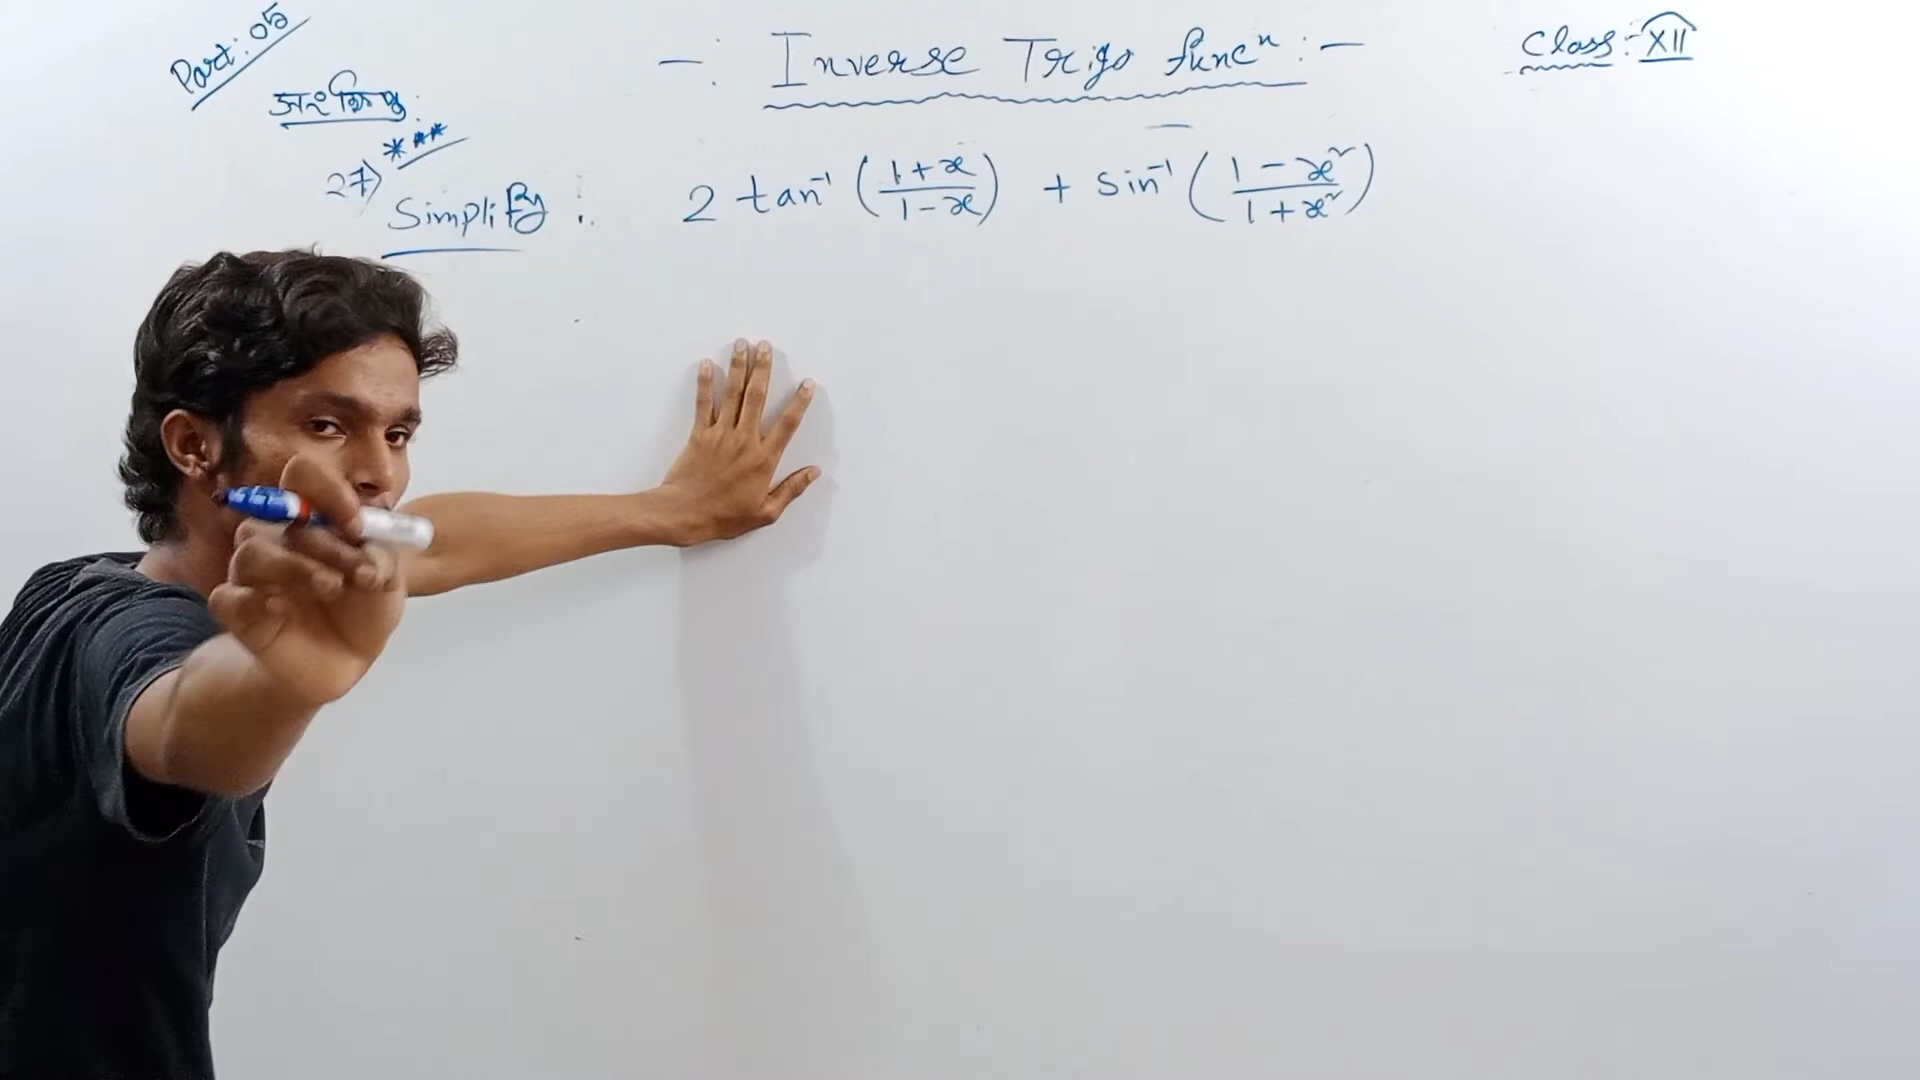 Part: 05
-: Inverse Trigo funcⁿ :-
Class:- XII
***
27) Simplify : 2 tan⁻¹ ((1+x)/(1-x)) + sin⁻¹ ((1-x²)/(1+x²))